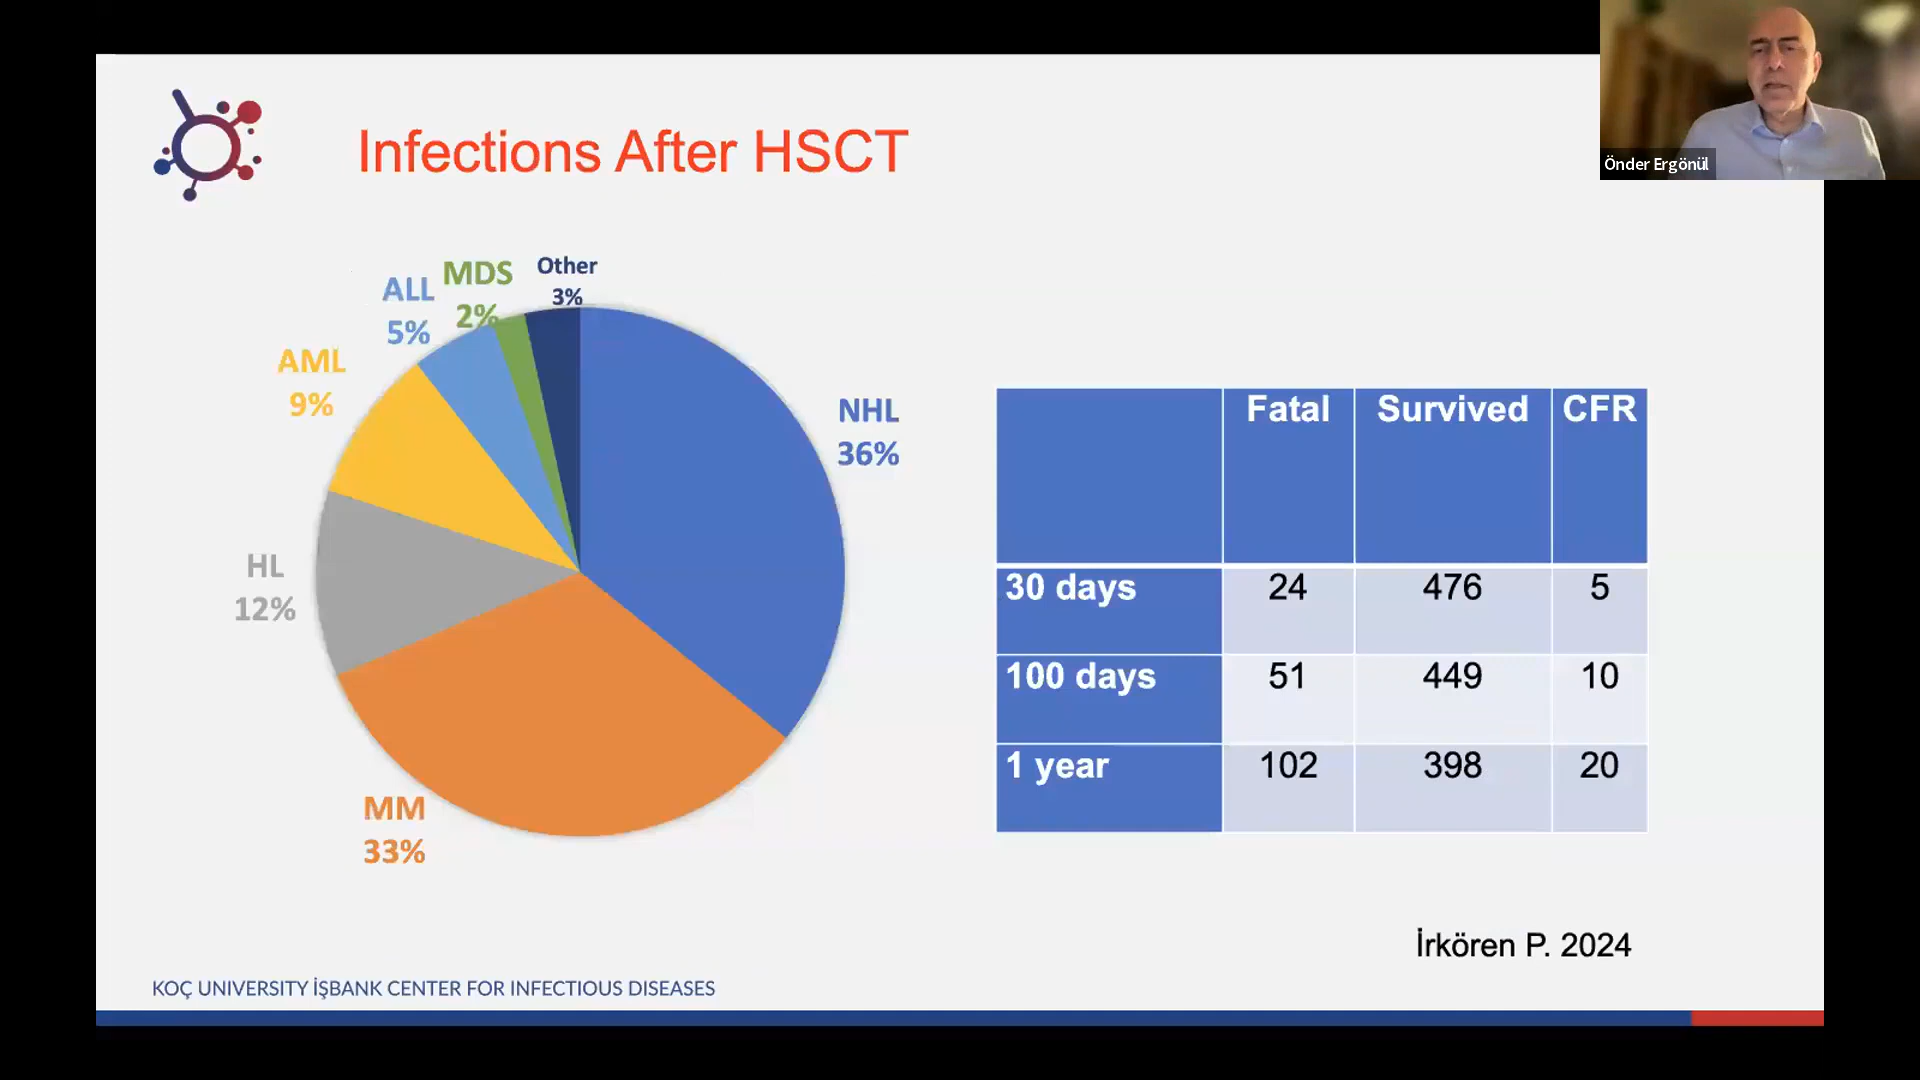 Önder Ergönül
Infections After HSCT
Other
3%
MDS
2%
ALL
5%
AML
9%
HL
12%
MM
33%
NHL
36%
Fatal Survived CFR
30 days 24 476 5
100 days 51 449 10
1 year 102 398 20
İrkören P. 2024
KOÇ UNIVERSITY İŞBANK CENTER FOR INFECTIOUS DISEASES